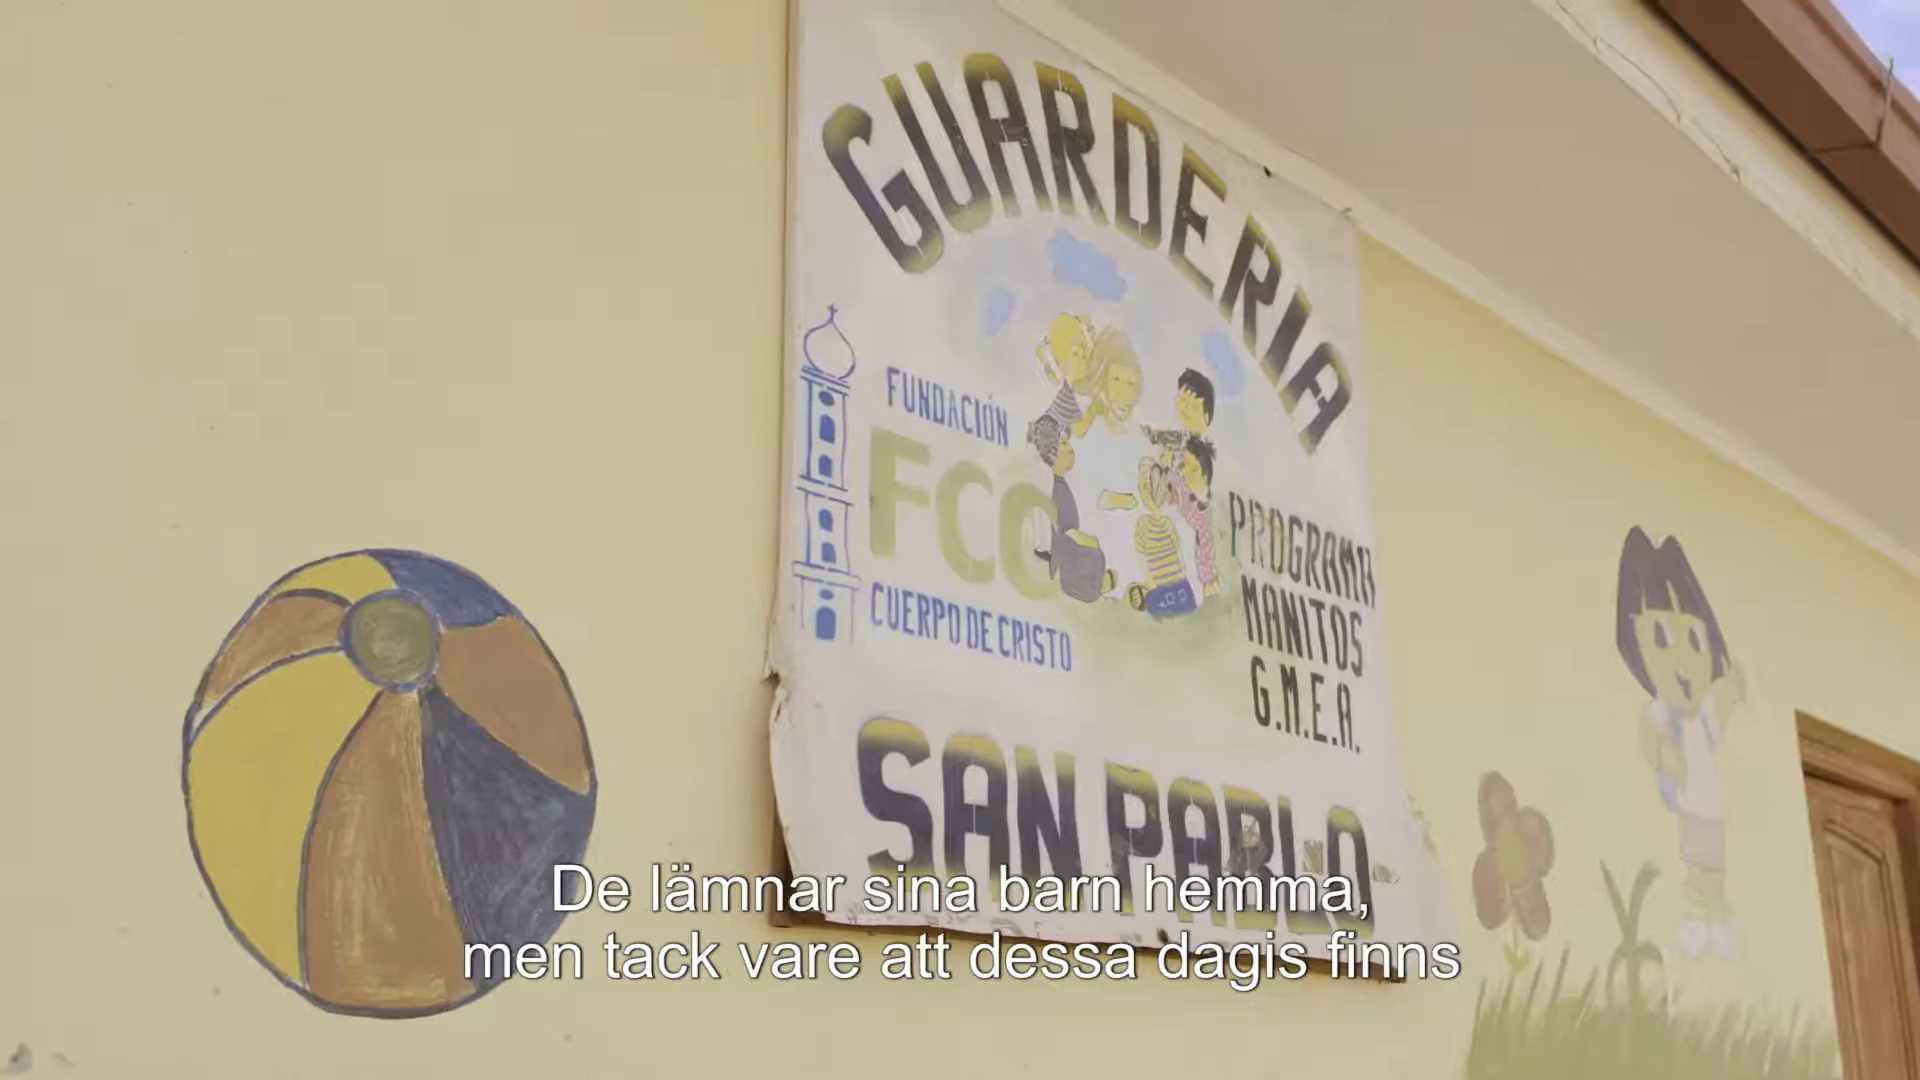 GUARDERIA
FUNDACIÓN
FCC
CUERPO DE CRISTO
PROGRAMA
MANITOS
G.M.E.A.
SAN PABLO
De lämnar sina barn hemma,
men tack vare att dessa dagis finns